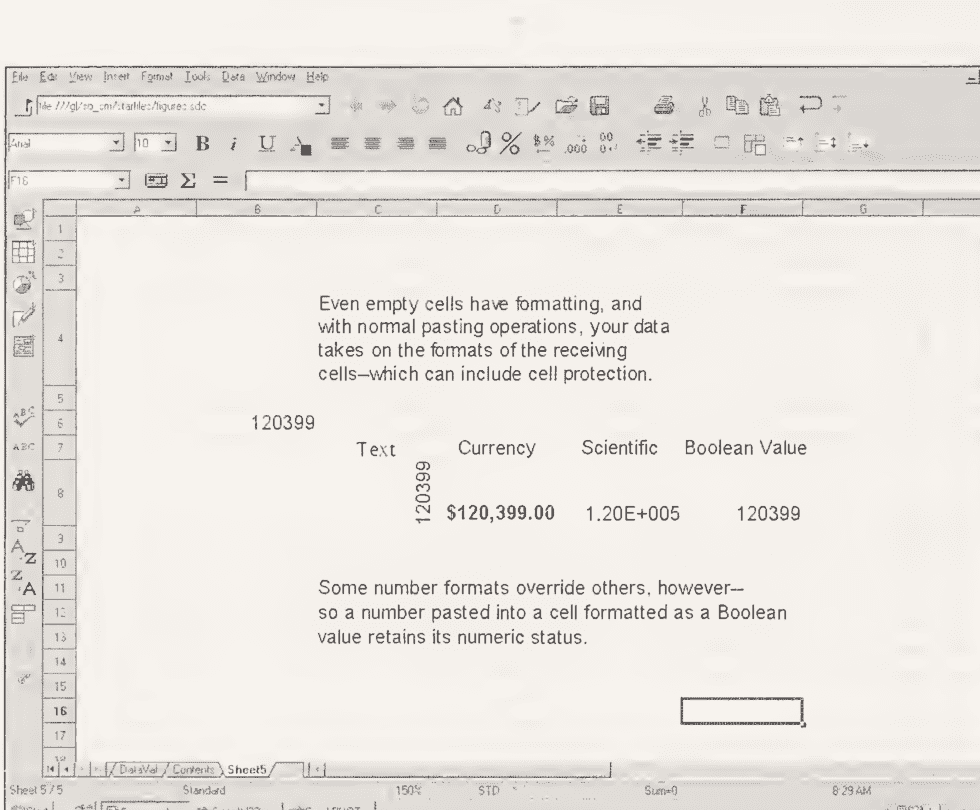 File Edit View Insert Format Tools Data Window Help
Arial 10 B i U
F16 Σ =
A B C D E F G
1
2
3
Even empty cells have formatting, and
with normal pasting operations, your data
4
takes on the formats of the receiving
cells–which can include cell protection.
5
120399
6
7
Text Currency Scientific Boolean Value
8
120399
$120,399.00 1.20E+005 120399
9
10
11
Some number formats override others, however--
so a number pasted into a cell formatted as a Boolean
12
value retains its numeric status.
13
14
15
16
17
DataVal Contents Sheet5
Sheet 5 / 5 Standard 150% STD Sum=0 8:29 AM